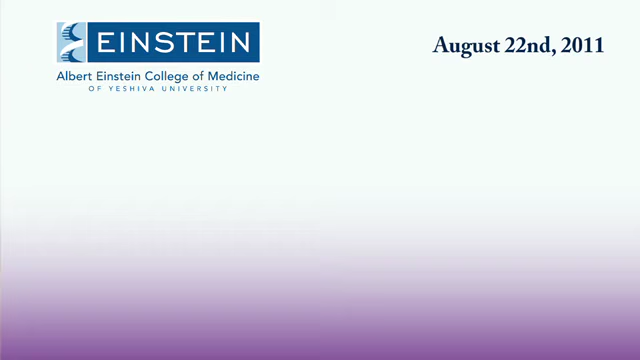 EINSTEIN
Albert Einstein College of Medicine
OF YESHIVA UNIVERSITY
August 22nd, 2011